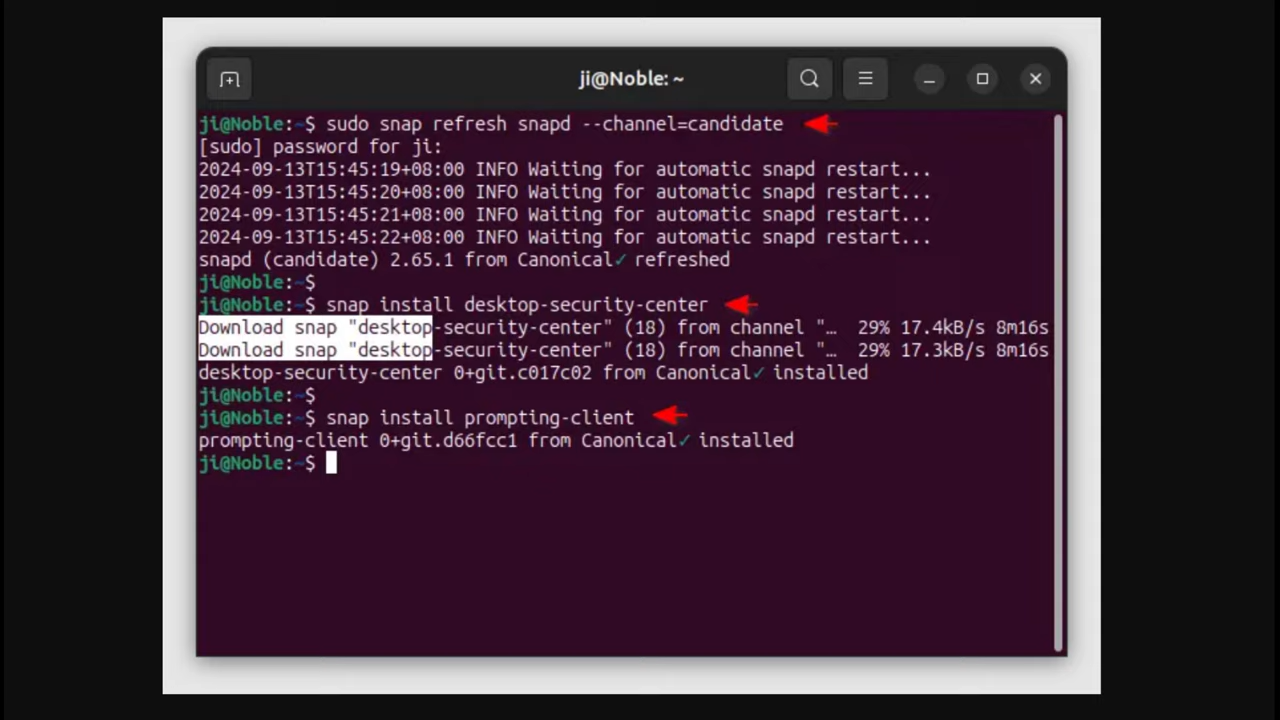 ji@Noble: ~
ji@Noble:~$ sudo snap refresh snapd --channel=candidate
[sudo] password for ji:
2024-09-13T15:45:19+08:00 INFO Waiting for automatic snapd restart...
2024-09-13T15:45:20+08:00 INFO Waiting for automatic snapd restart...
2024-09-13T15:45:21+08:00 INFO Waiting for automatic snapd restart...
2024-09-13T15:45:22+08:00 INFO Waiting for automatic snapd restart...
snapd (candidate) 2.65.1 from Canonical✓ refreshed
ji@Noble:~$
ji@Noble:~$ snap install desktop-security-center
Download snap "desktop-security-center" (18) from channel "… 29% 17.4kB/s 8m16s
Download snap "desktop-security-center" (18) from channel "… 29% 17.3kB/s 8m16s
desktop-security-center 0+git.c017c02 from Canonical✓ installed
ji@Noble:~$
ji@Noble:~$ snap install prompting-client
prompting-client 0+git.d66fcc1 from Canonical✓ installed
ji@Noble:~$